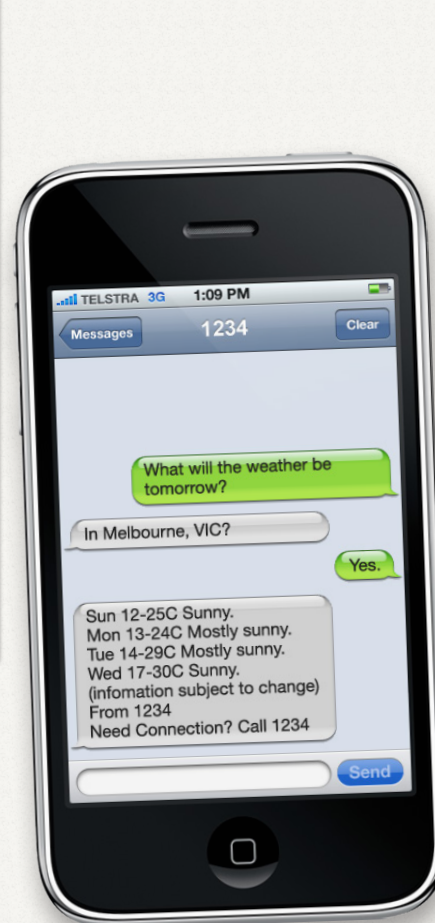 TELSTRA 3G 1:09 PM
Messages 1234 Clear
What will the weather be
tomorrow?
In Melbourne, VIC?
Yes.
Sun 12-25C Sunny.
Mon 13-24C Mostly sunny.
Tue 14-29C Mostly sunny.
Wed 17-30C Sunny.
(infomation subject to change)
From 1234
Need Connection? Call 1234
Send